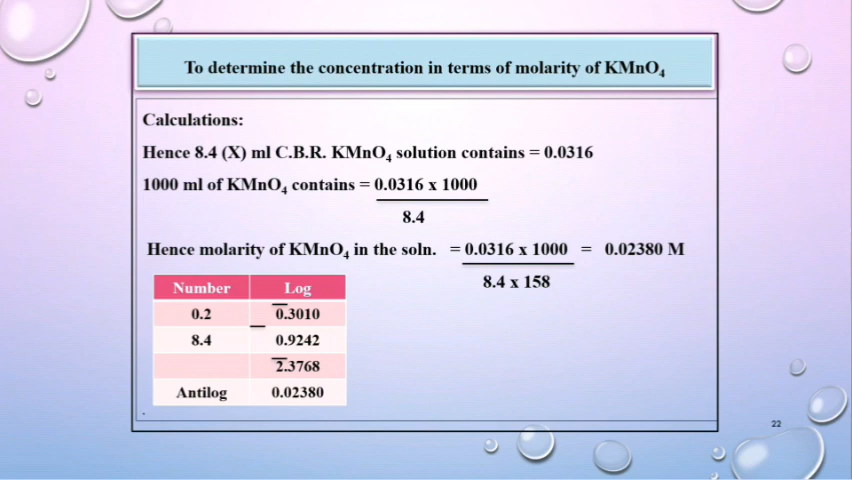 To determine the concentration in terms of molarity of KMnO₄
Calculations:
Hence 8.4 (X) ml C.B.R. KMnO₄ solution contains = 0.0316
1000 ml of KMnO₄ contains = 0.0316 x 1000
8.4
Hence molarity of KMnO₄ in the soln. = 0.0316 x 1000 = 0.02380 M
8.4 x 158
Number Log
0.2 0̅.3010
8.4 — 0.9242
2̅.3768
Antilog 0.02380
22